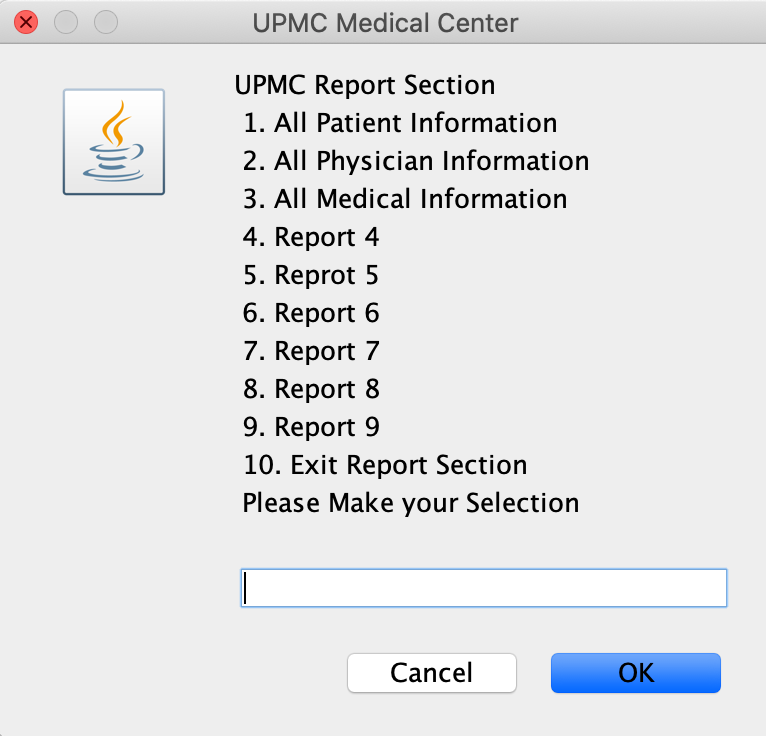 UPMC Medical Center
UPMC Report Section
1. All Patient Information
2. All Physician Information
3. All Medical Information
4. Report 4
5. Reprot 5
6. Report 6
7. Report 7
8. Report 8
9. Report 9
10. Exit Report Section
Please Make your Selection
Cancel OK